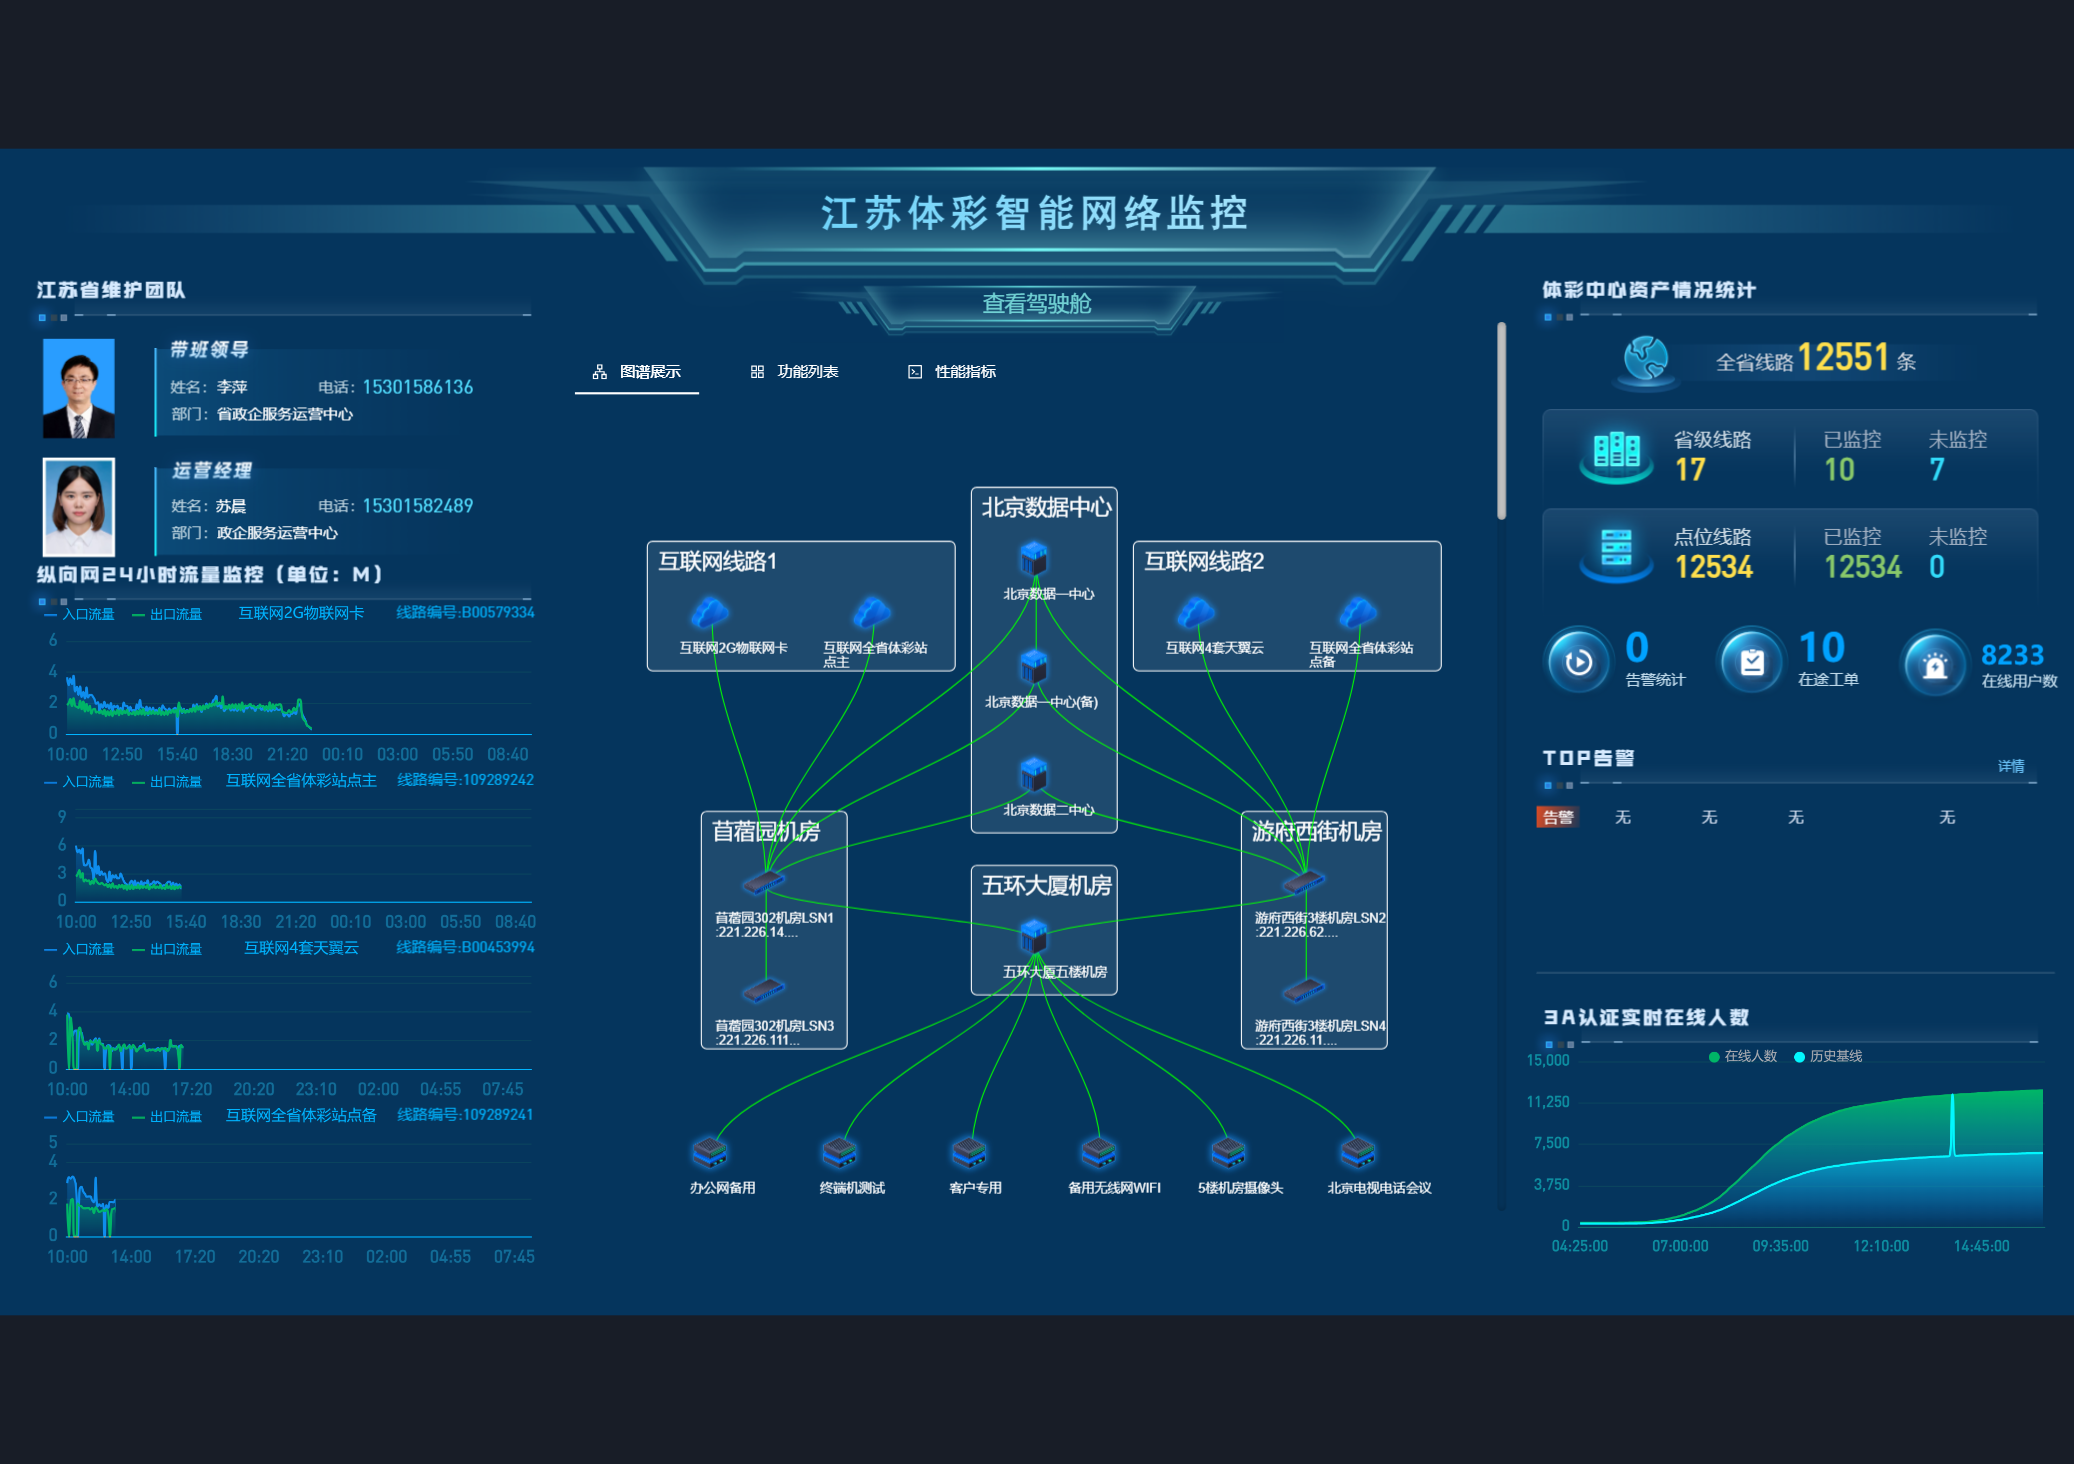 江苏体彩智能网络监控
查看驾驶舱
江苏省维护团队
带班领导
姓名：李萍 电话：15301586136
部门：省政企服务运营中心
运营经理
姓名：苏晨 电话：15301582489
部门：政企服务运营中心
纵向网24小时流量监控（单位：M）
入口流量 出口流量 互联网2G物联网卡 线路编号:B00579334
6
4
2
0
10:00 12:50 15:40 18:30 21:20 00:10 03:00 05:50 08:40
入口流量 出口流量 互联网全省体彩站点主 线路编号:109289242
9
6
3
0
10:00 12:50 15:40 18:30 21:20 00:10 03:00 05:50 08:40
入口流量 出口流量 互联网4套天翼云 线路编号:B00453994
6
4
2
0
10:00 14:00 17:20 20:20 23:10 02:00 04:55 07:45
入口流量 出口流量 互联网全省体彩站点备 线路编号:109289241
5
4
2
0
10:00 14:00 17:20 20:20 23:10 02:00 04:55 07:45
图谱展示 功能列表 性能指标
北京数据中心
北京数据一中心
北京数据一中心(备)
北京数据二中心
互联网线路1
互联网2G物联网卡
互联网全省体彩站
点主
互联网线路2
互联网4套天翼云
互联网全省体彩站
点备
苜蓿园机房
苜蓿园302机房LSN1
:221.226.14....
苜蓿园302机房LSN3
:221.226.111...
五环大厦机房
五环大厦五楼机房
游府西街机房
游府西街3楼机房LSN2
:221.226.62....
游府西街3楼机房LSN4
:221.226.11....
办公网备用
终端机测试
客户专用
备用无线网WIFI
5楼机房摄像头
北京电视电话会议
体彩中心资产情况统计
全省线路 12551 条
省级线路 已监控 未监控
17 10 7
点位线路 已监控 未监控
12534 12534 0
0
告警统计
10
在途工单
8233
在线用户数
TOP告警
详情
告警 无 无 无 无
3A认证实时在线人数
在线人数 历史基线
15,000
11,250
7,500
3,750
0
04:25:00 07:00:00 09:35:00 12:10:00 14:45:00